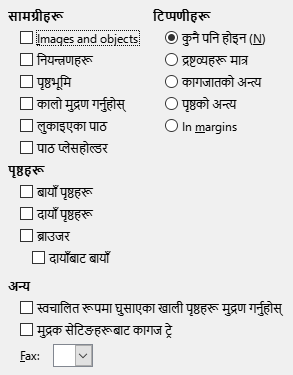 सामग्रीहरू
Images and objects
नियन्त्रणहरू
पृष्ठभूमि
कालो मुद्रण गर्नुहोस्
लुकाइएका पाठ
पाठ प्लेसहोल्डर
टिप्पणीहरू
कुनै पनि होइन (N)
द्रष्टव्यहरू मात्र
कागजातको अन्त्य
पृष्ठको अन्त्य
In margins
पृष्ठहरू
बायाँ पृष्ठहरू
दायाँ पृष्ठहरू
ब्राउजर
दायाँबाट बायाँ
अन्य
स्वचालित रूपमा घुसाएका खाली पृष्ठहरू मुद्रण गर्नुहोस्
मुद्रक सेटिङहरूबाट कागज ट्रे
Fax: